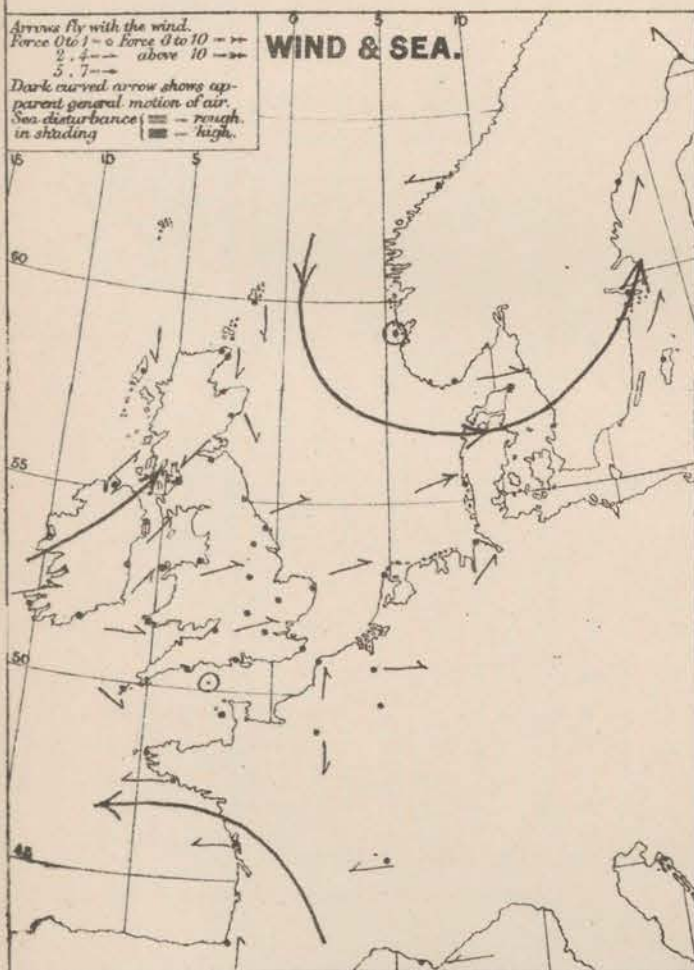 0 10
WIND & SEA.
Arrows fly with the wind.
Force 0 to 1 Force 8 to 10
2 . 4 above 10
5 . 7
Dark curved arrow shows ap-
parent general motion of air.
Sea disturbance rough.
in shading high.
15 10 5
60
55
50
5
45